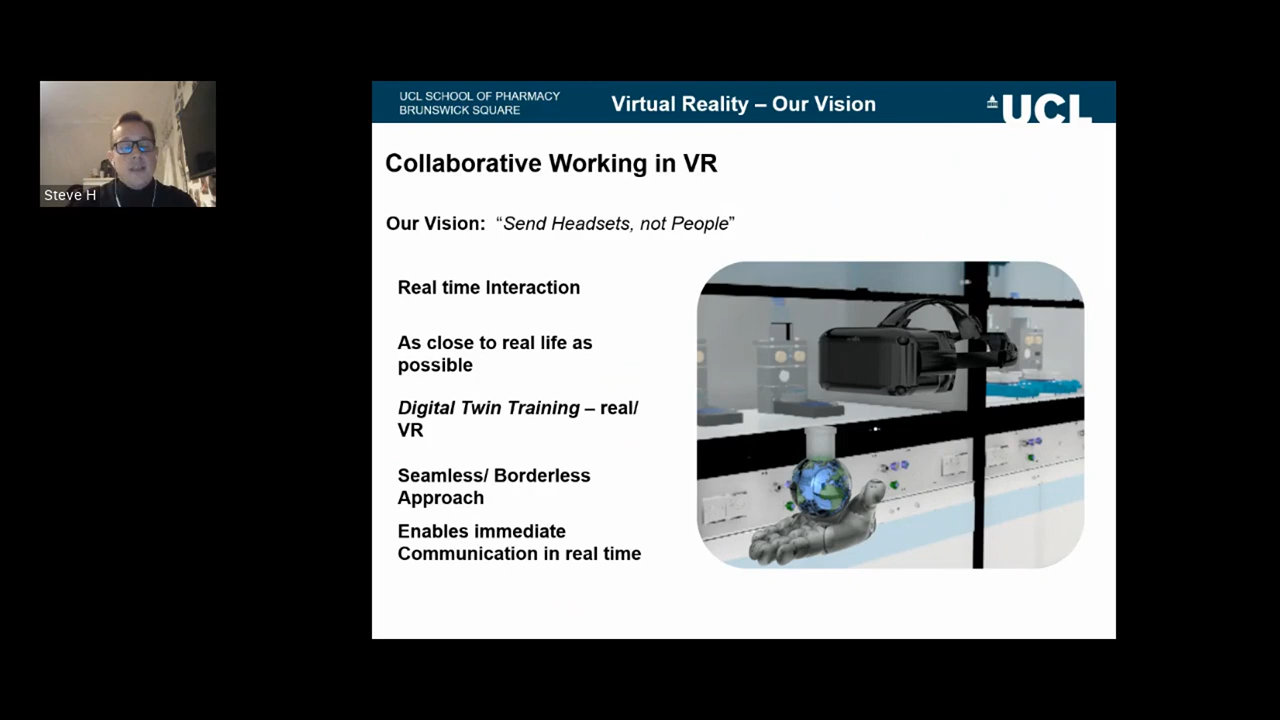 Steve H
UCL SCHOOL OF PHARMACY
BRUNSWICK SQUARE
Virtual Reality – Our Vision
UCL
Collaborative Working in VR
Our Vision: “Send Headsets, not People”
Real time Interaction
As close to real life as
possible
Digital Twin Training – real/
VR
Seamless/ Borderless
Approach
Enables immediate
Communication in real time